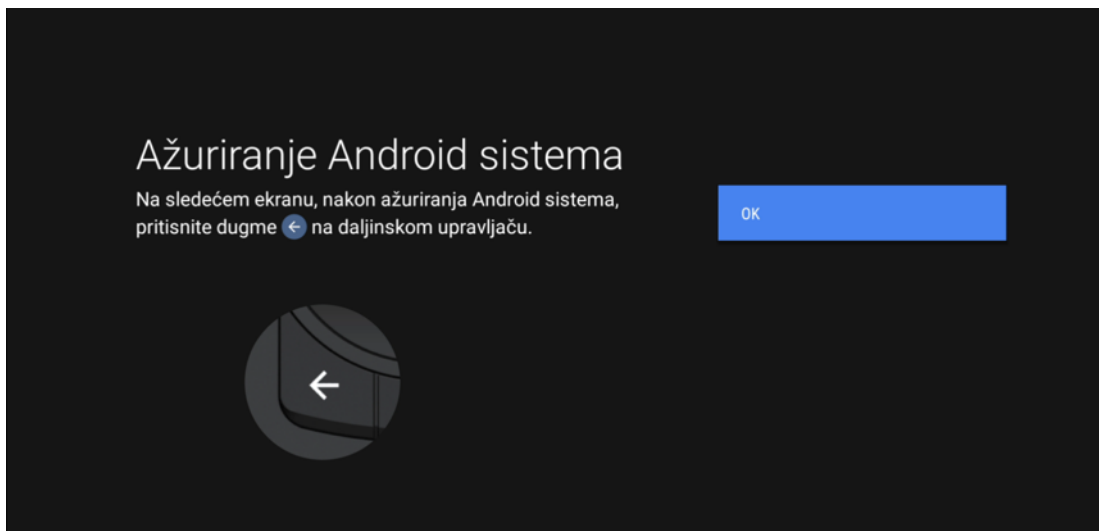 Ažuriranje Android sistema
Na sledećem ekranu, nakon ažuriranja Android sistema,
pritisnite dugme na daljinskom upravljaču.
OK